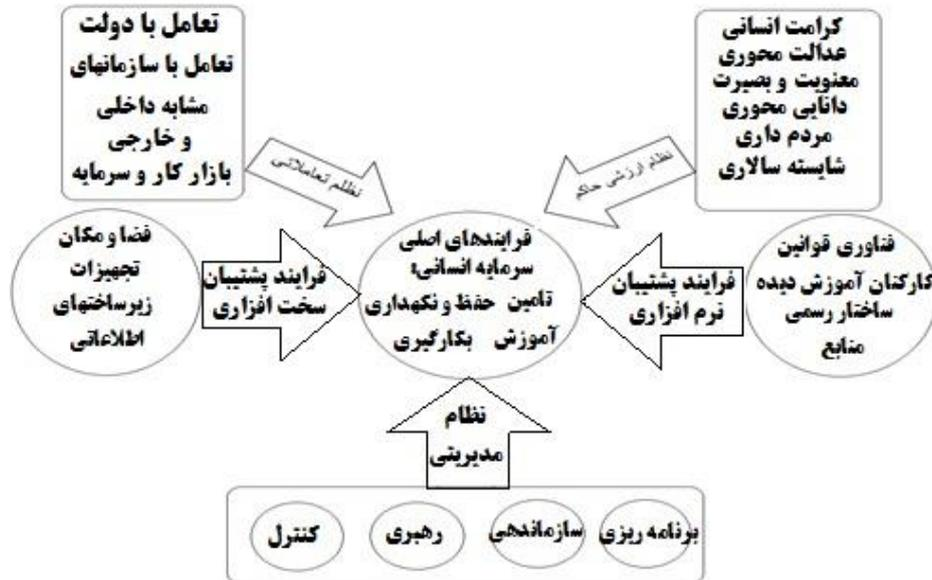 کرامت انسانی
عدالت محوری
معنویت و بصیرت
دانایی محوری
مردم داری
شایسته سالاری
نظام ارزشی حاکم
تعامل با دولت
تعامل با سازمانهای
مشابه داخلی
و خارجی
بازار کار و سرمایه
نظلم تعاملاتی
فناوری قوانین
کارکنان آموزش دیده
ساختار رسمی
منابع
فرایند پشتیبان
نرم افزاری
فرایندهای اصلی
سرمایه انسانی؛
تامین حفظ و نگهداری
آموزش بکارگیری
فرایند پشتیبان
سخت افزاری
فضا و مکان
تجهیزات
زیرساختهای
اطلاعاتی
نظام
مدیریتی
برنامه ریزی
سازماندهی
رهبری
کنترل